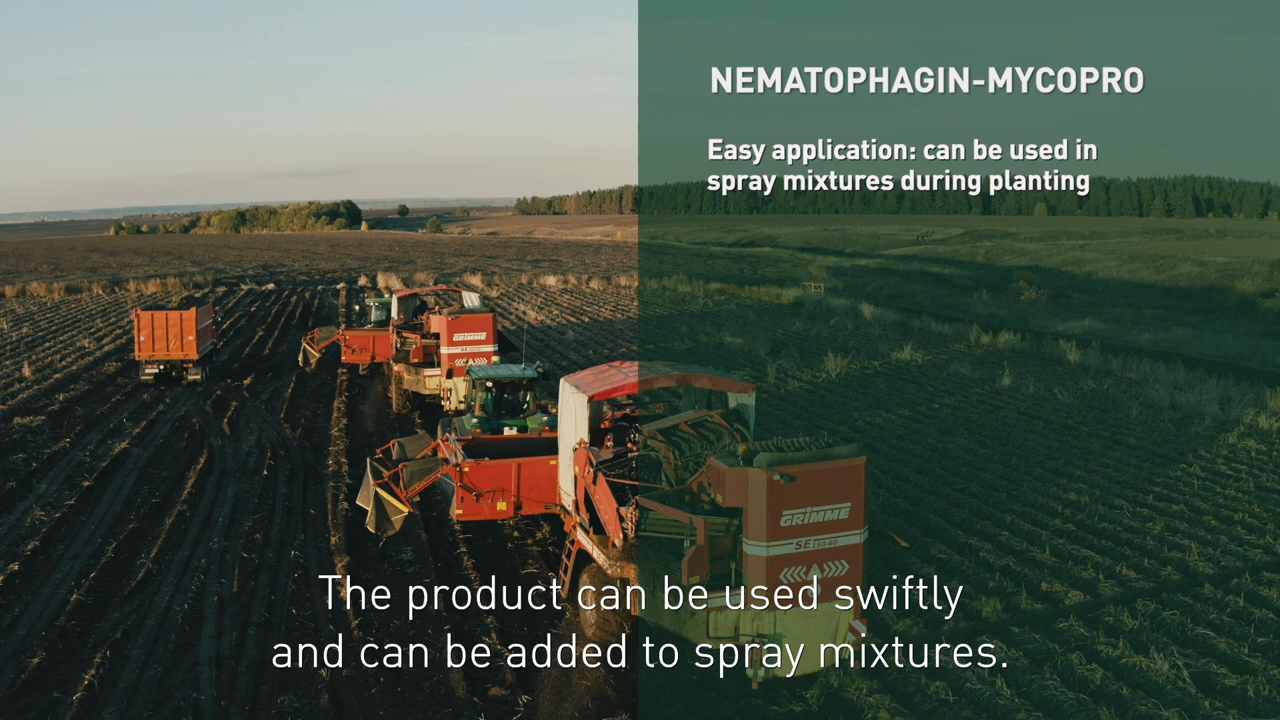 NEMATOPHAGIN-MYCOPRO
Easy application: can be used in
spray mixtures during planting
GRIMME
SE
GRIMME
SE 150-60
The product can be used swiftly
and can be added to spray mixtures.